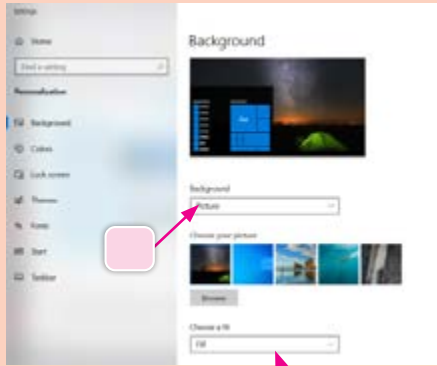 Settings
Home
Background
Find a setting
Personalization
Background
Colors
Lock screen
Background
Themes
Picture
Fonts
Choose your picture
Start
Taskbar
Browse
Choose a fit
Fill